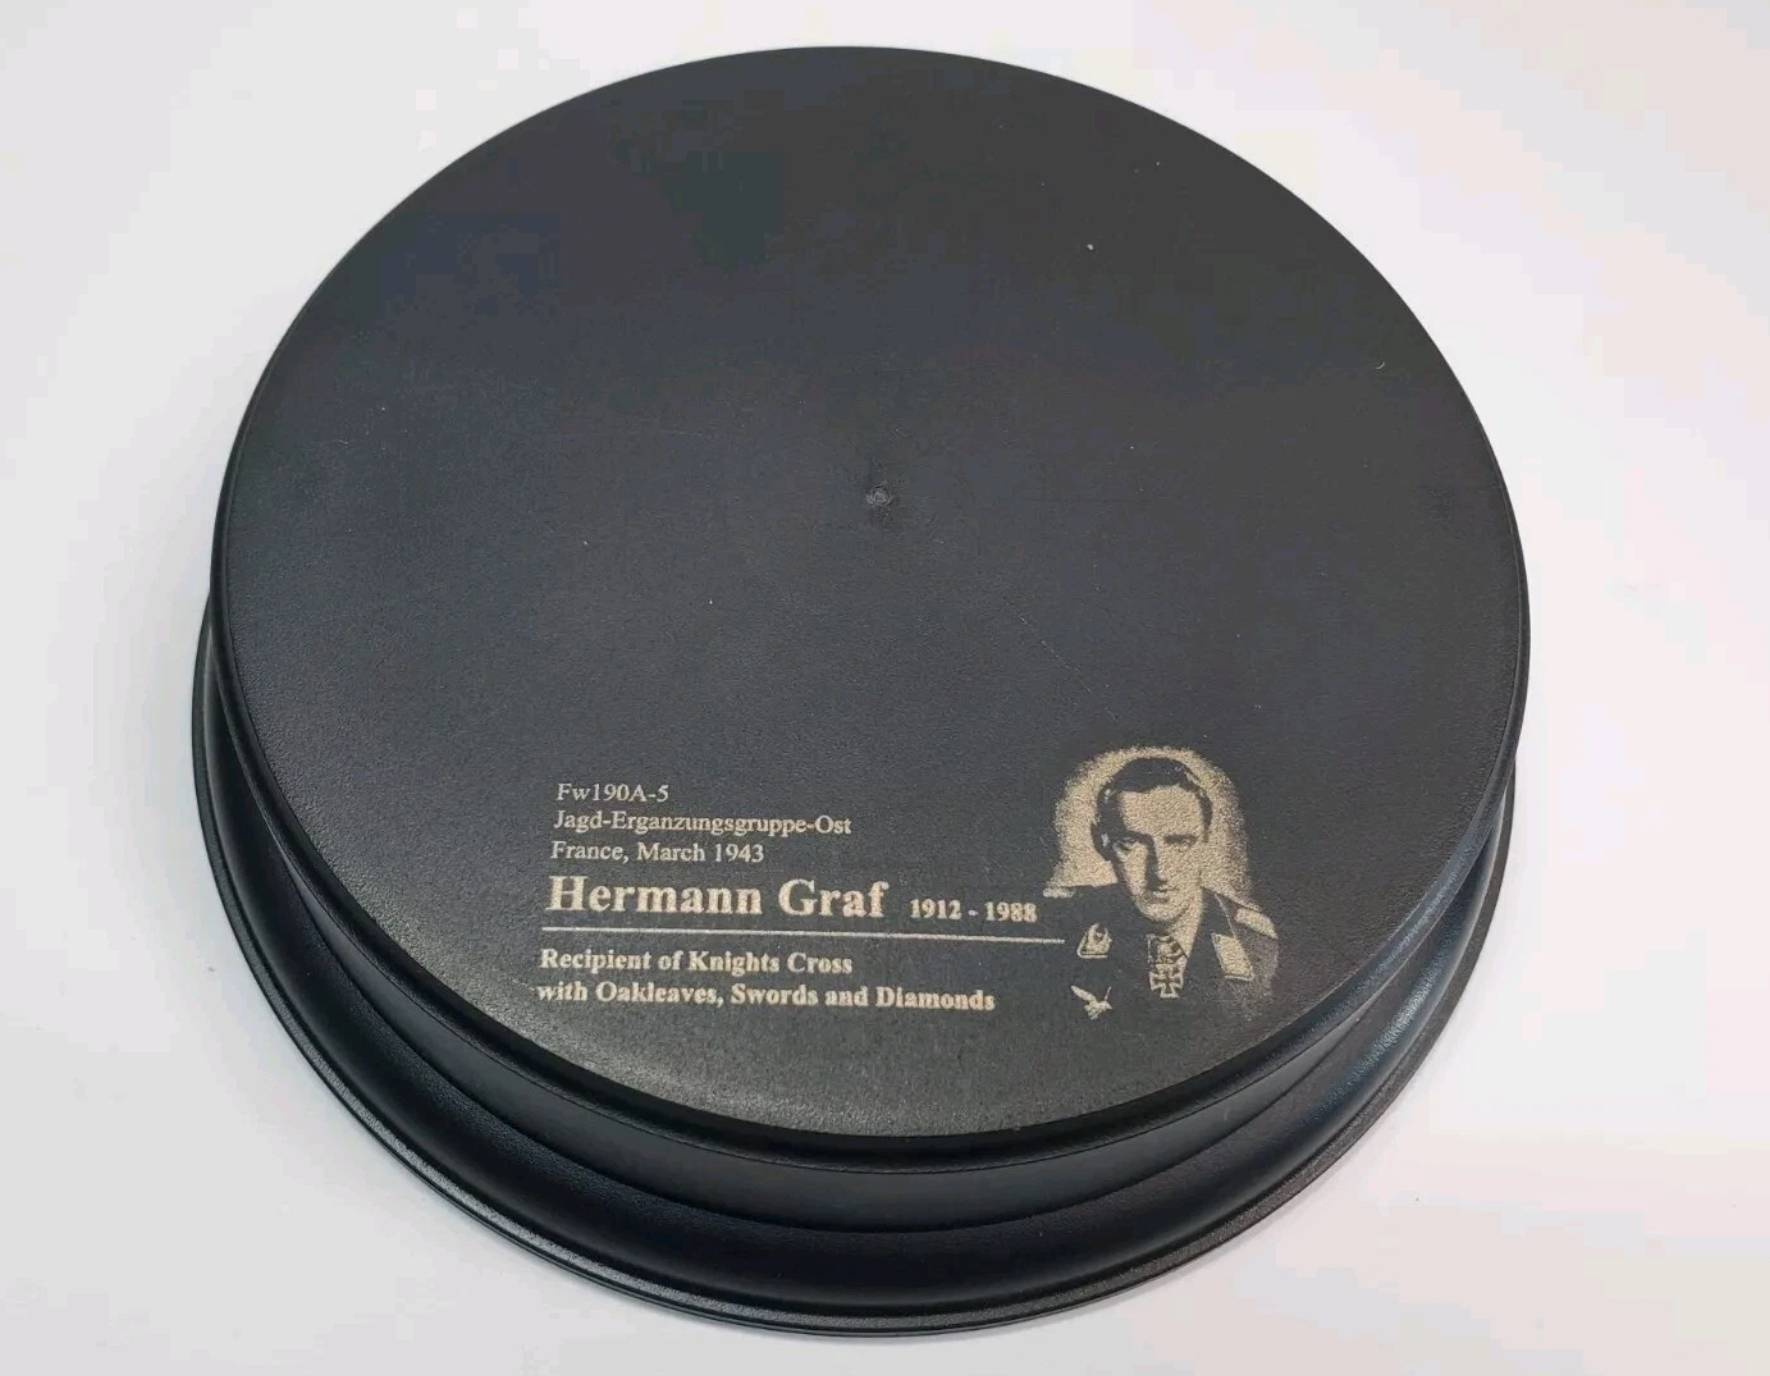 Fw190A-5
Jagd-Erganzungsgruppe-Ost
France, March 1943
Hermann Graf 1912 - 1988
Recipient of Knights Cross
with Oakleaves, Swords and Diamonds